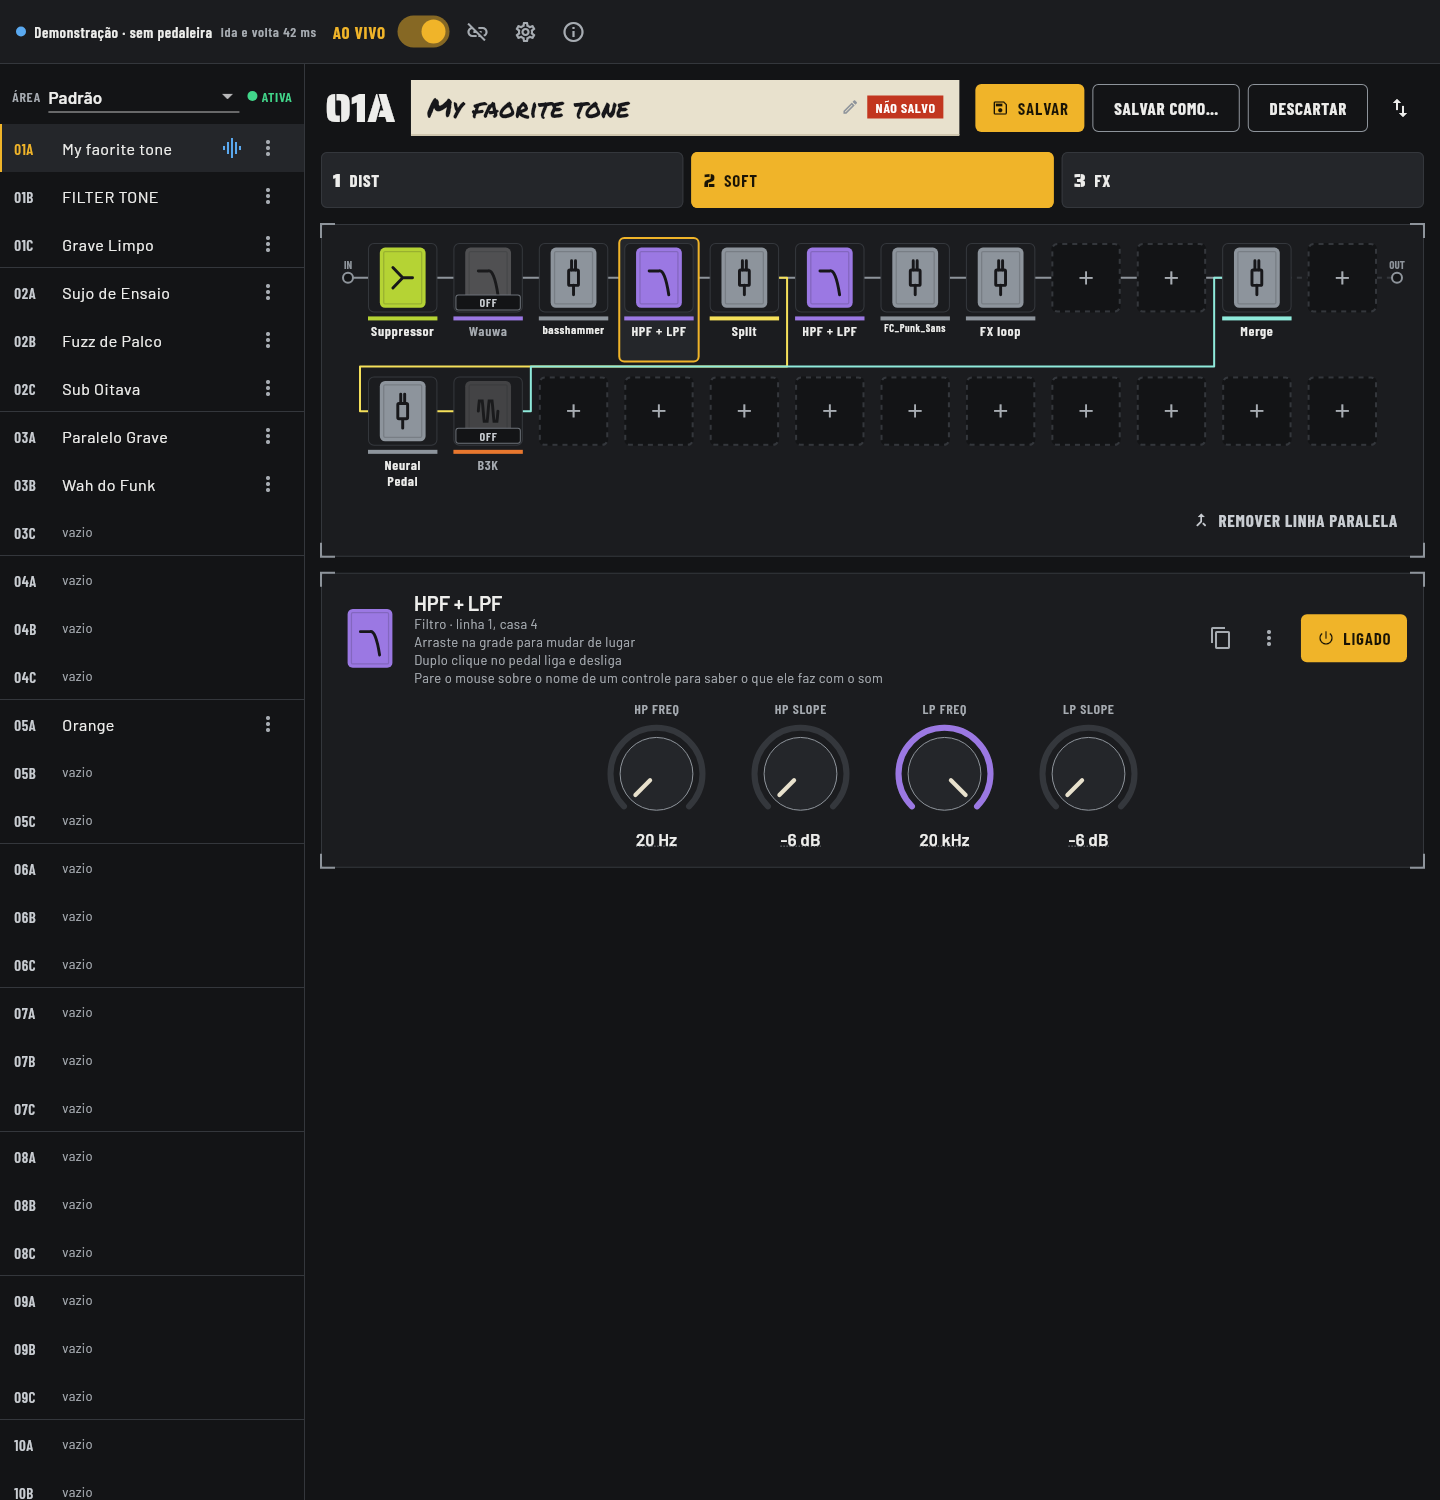 Demonstração · sem pedaleira Ida e volta 42 ms AO VIVO
ÁREA Padrão ATIVA
01A My faorite tone
01B FILTER TONE
01C Grave Limpo
02A Sujo de Ensaio
02B Fuzz de Palco
02C Sub Oitava
03A Paralelo Grave
03B Wah do Funk
03C vazio
04A vazio
04B vazio
04C vazio
05A Orange
05B vazio
05C vazio
06A vazio
06B vazio
06C vazio
07A vazio
07B vazio
07C vazio
08A vazio
08B vazio
08C vazio
09A vazio
09B vazio
09C vazio
10A vazio
10B vazio
01A My faorite tone NÃO SALVO SALVAR SALVAR COMO... DESCARTAR
1 DIST 2 SOFT 3 FX
IN OUT
OFF
Suppressor Wauwa basshammer HPF + LPF Split HPF + LPF FC_Punk_Sans FX loop Merge
OFF
Neural Pedal B3K
REMOVER LINHA PARALELA
HPF + LPF
Filtro · linha 1, casa 4
Arraste na grade para mudar de lugar
Duplo clique no pedal liga e desliga
Pare o mouse sobre o nome de um controle para saber o que ele faz com o som
LIGADO
HP FREQ HP SLOPE LP FREQ LP SLOPE
20 Hz -6 dB 20 kHz -6 dB